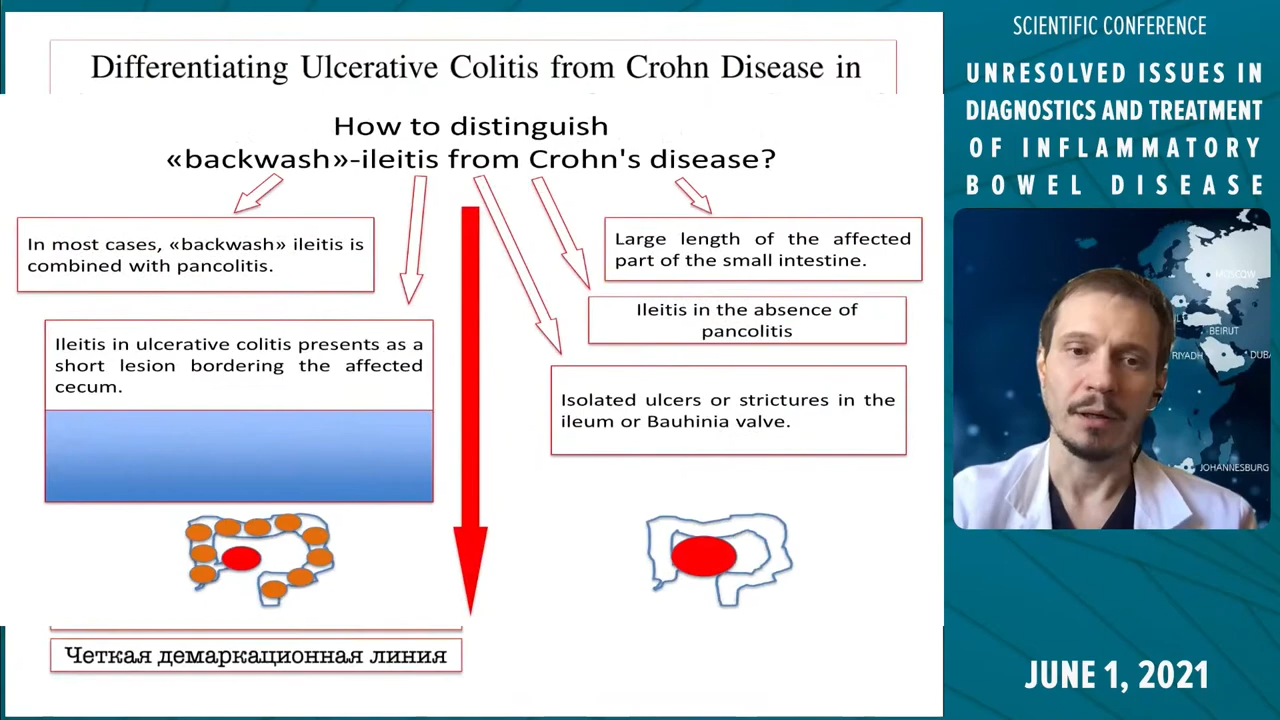 Differentiating Ulcerative Colitis from Crohn Disease in
How to distinguish
«backwash»-ileitis from Crohn's disease?
In most cases, «backwash» ileitis is
combined with pancolitis.
Ileitis in ulcerative colitis presents as a
short lesion bordering the affected
cecum.
Large length of the affected
part of the small intestine.
Ileitis in the absence of
pancolitis
Isolated ulcers or strictures in the
ileum or Bauhinia valve.
Четкая демаркационная линия
SCIENTIFIC CONFERENCE
UNRESOLVED ISSUES IN
DIAGNOSTICS AND TREATMENT
OF INFLAMMATORY
BOWEL DISEASE
MOSCOW
BEIRUT
RIYADH
DUBA
JOHANNESBURG
JUNE 1, 2021